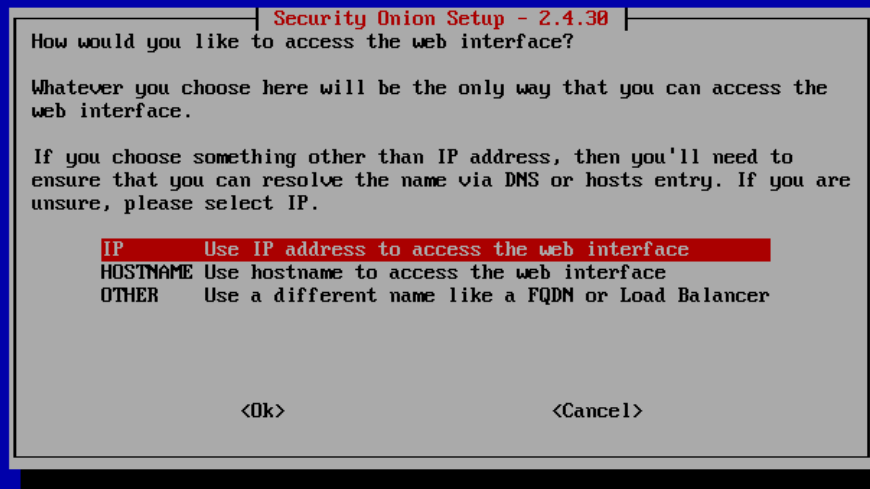 Security Onion Setup - 2.4.30
How would you like to access the web interface?
Whatever you choose here will be the only way that you can access the
web interface.
If you choose something other than IP address, then you'll need to
ensure that you can resolve the name via DNS or hosts entry. If you are
unsure, please select IP.
IP Use IP address to access the web interface
HOSTNAME Use hostname to access the web interface
OTHER Use a different name like a FQDN or Load Balancer
<Ok> <Cancel>